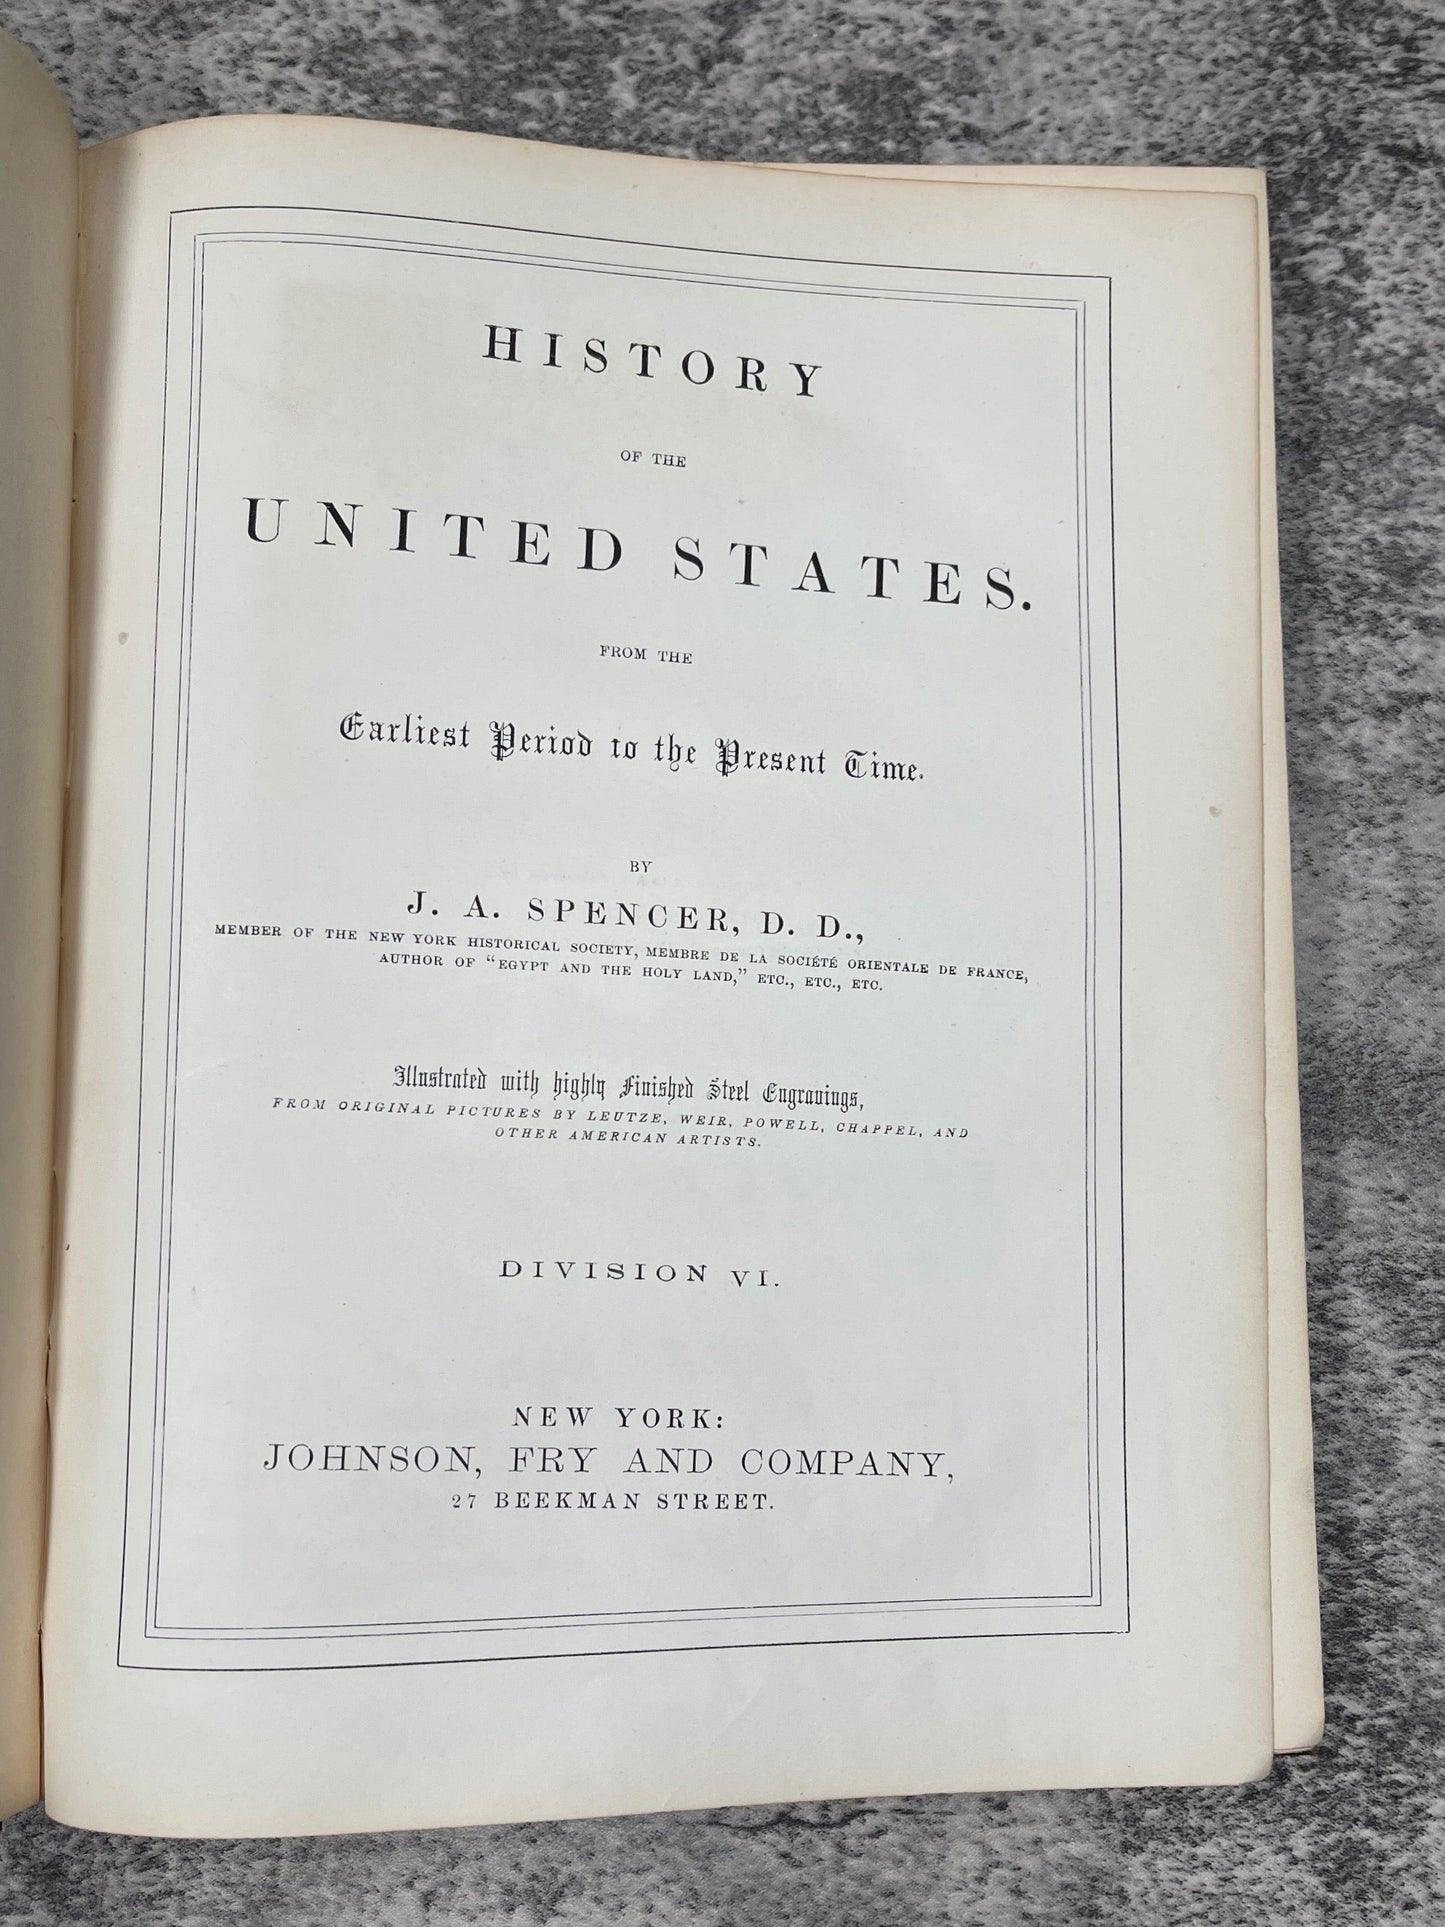 HISTORY
OF THE
UNITED STATES.
FROM THE
Earliest Period to the Present Time.
BY
J. A. SPENCER, D. D.,
MEMBER OF THE NEW YORK HISTORICAL SOCIETY, MEMBRE DE LA SOCIÉTÉ ORIENTALE DE FRANCE,
AUTHOR OF “EGYPT AND THE HOLY LAND,” ETC., ETC., ETC.
Illustrated with highly Finished Steel Engravings,
FROM ORIGINAL PICTURES BY LEUTZE, WEIR, POWELL, CHAPPEL, AND
OTHER AMERICAN ARTISTS.
DIVISION VI.
NEW YORK:
JOHNSON, FRY AND COMPANY,
27 BEEKMAN STREET.